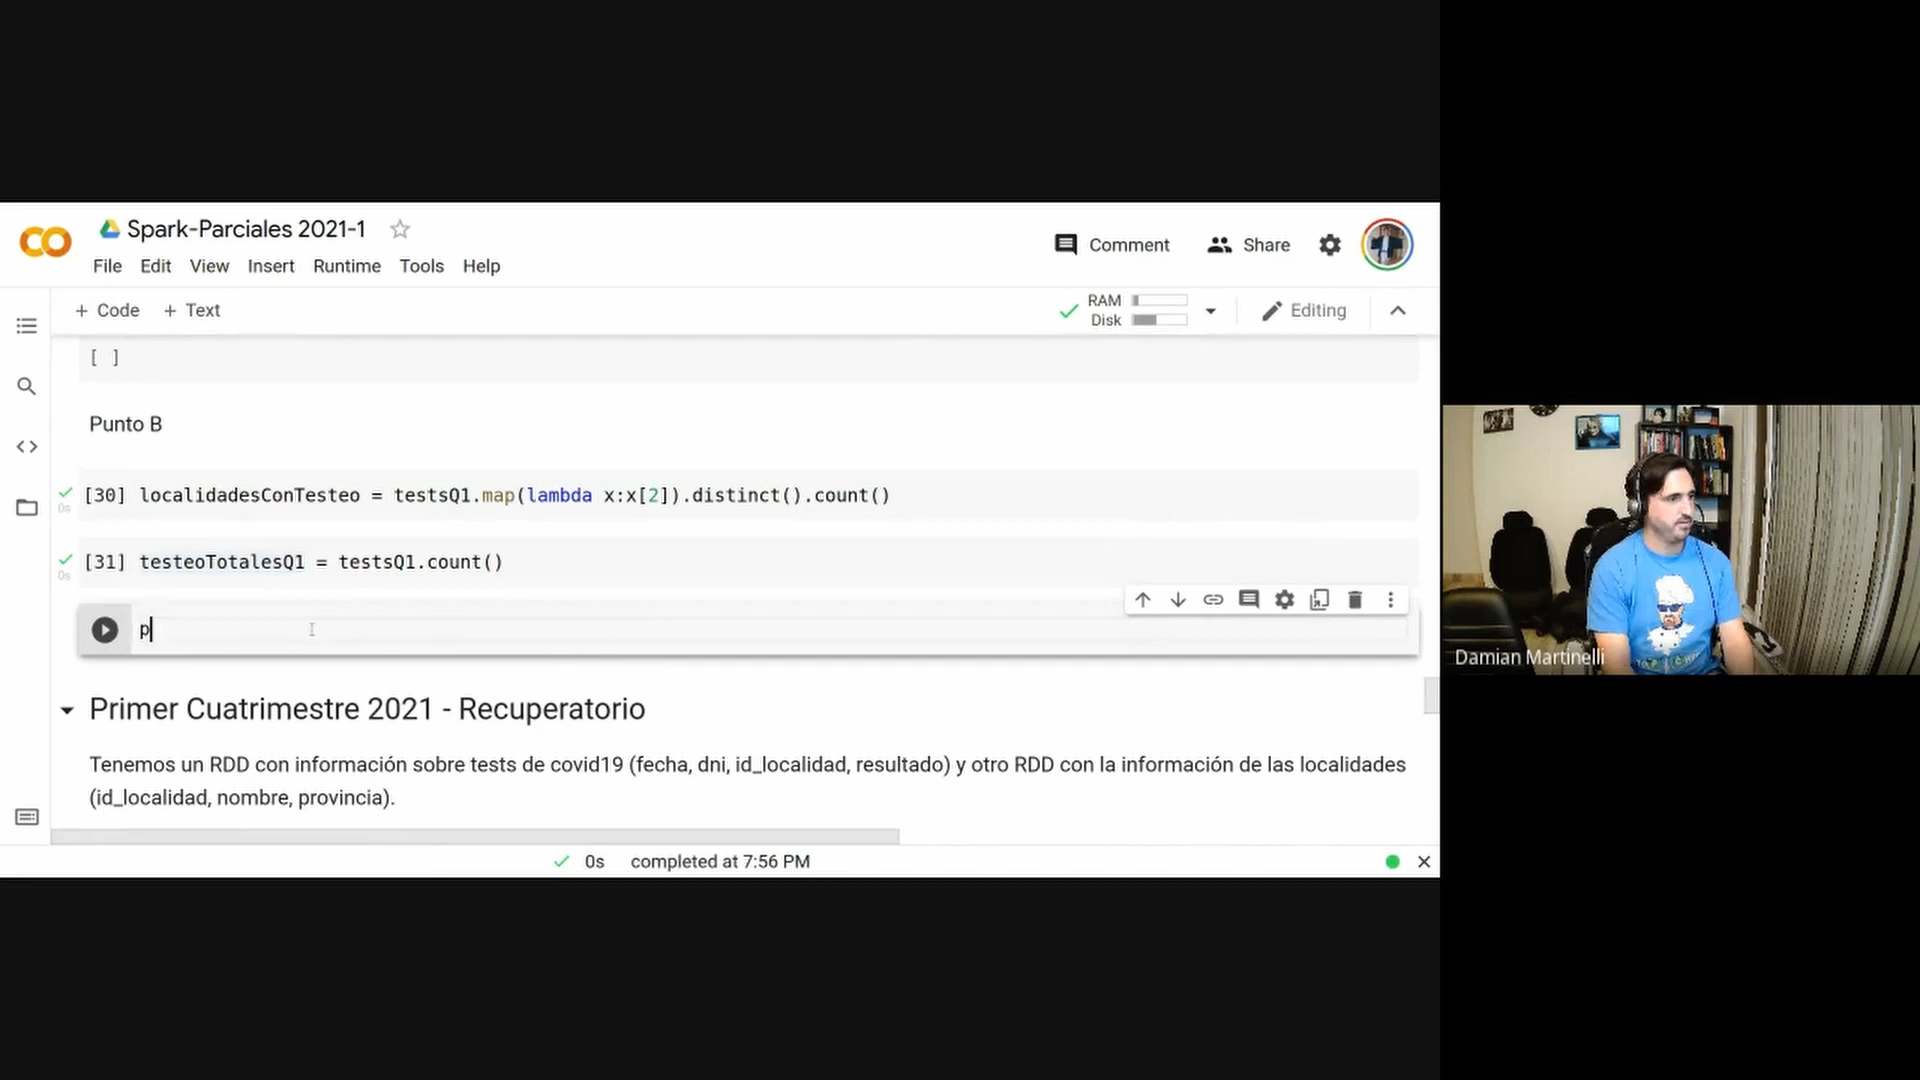 Spark-Parciales 2021-1
Comment
Share
File Edit View Insert Runtime Tools Help
+ Code + Text
RAM
Disk
Editing
[ ]
Punto B
[30] localidadesConTesteo = testsQ1.map(lambda x:x[2]).distinct().count()
0s
[31] testeoTotalesQ1 = testsQ1.count()
0s
p
Primer Cuatrimestre 2021 - Recuperatorio
Tenemos un RDD con información sobre tests de covid19 (fecha, dni, id_localidad, resultado) y otro RDD con la información de las localidades
(id_localidad, nombre, provincia).
0s completed at 7:56 PM
Damian Martinelli